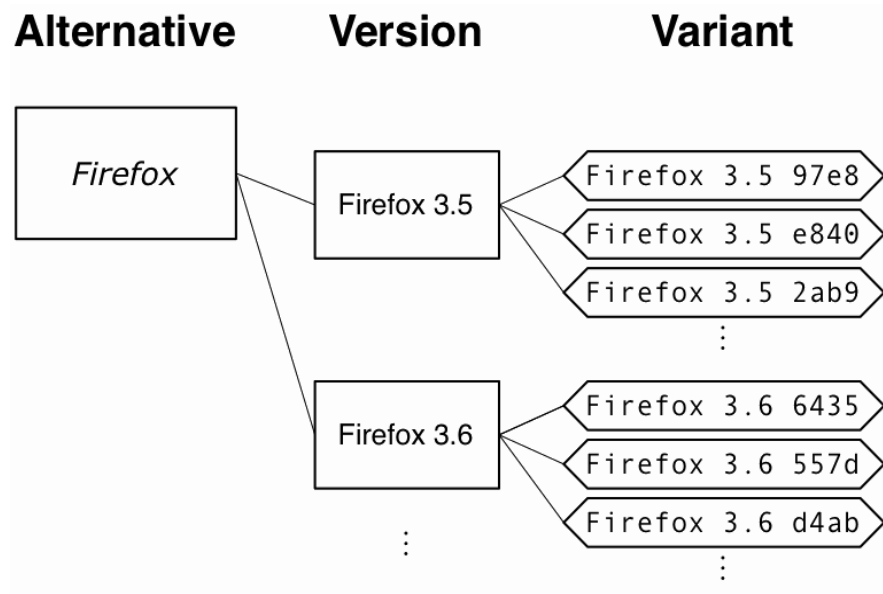 Alternative Version Variant
Firefox
Firefox 3.5
Firefox 3.5 97e8
Firefox 3.5 e840
Firefox 3.5 2ab9
Firefox 3.6
Firefox 3.6 6435
Firefox 3.6 557d
Firefox 3.6 d4ab